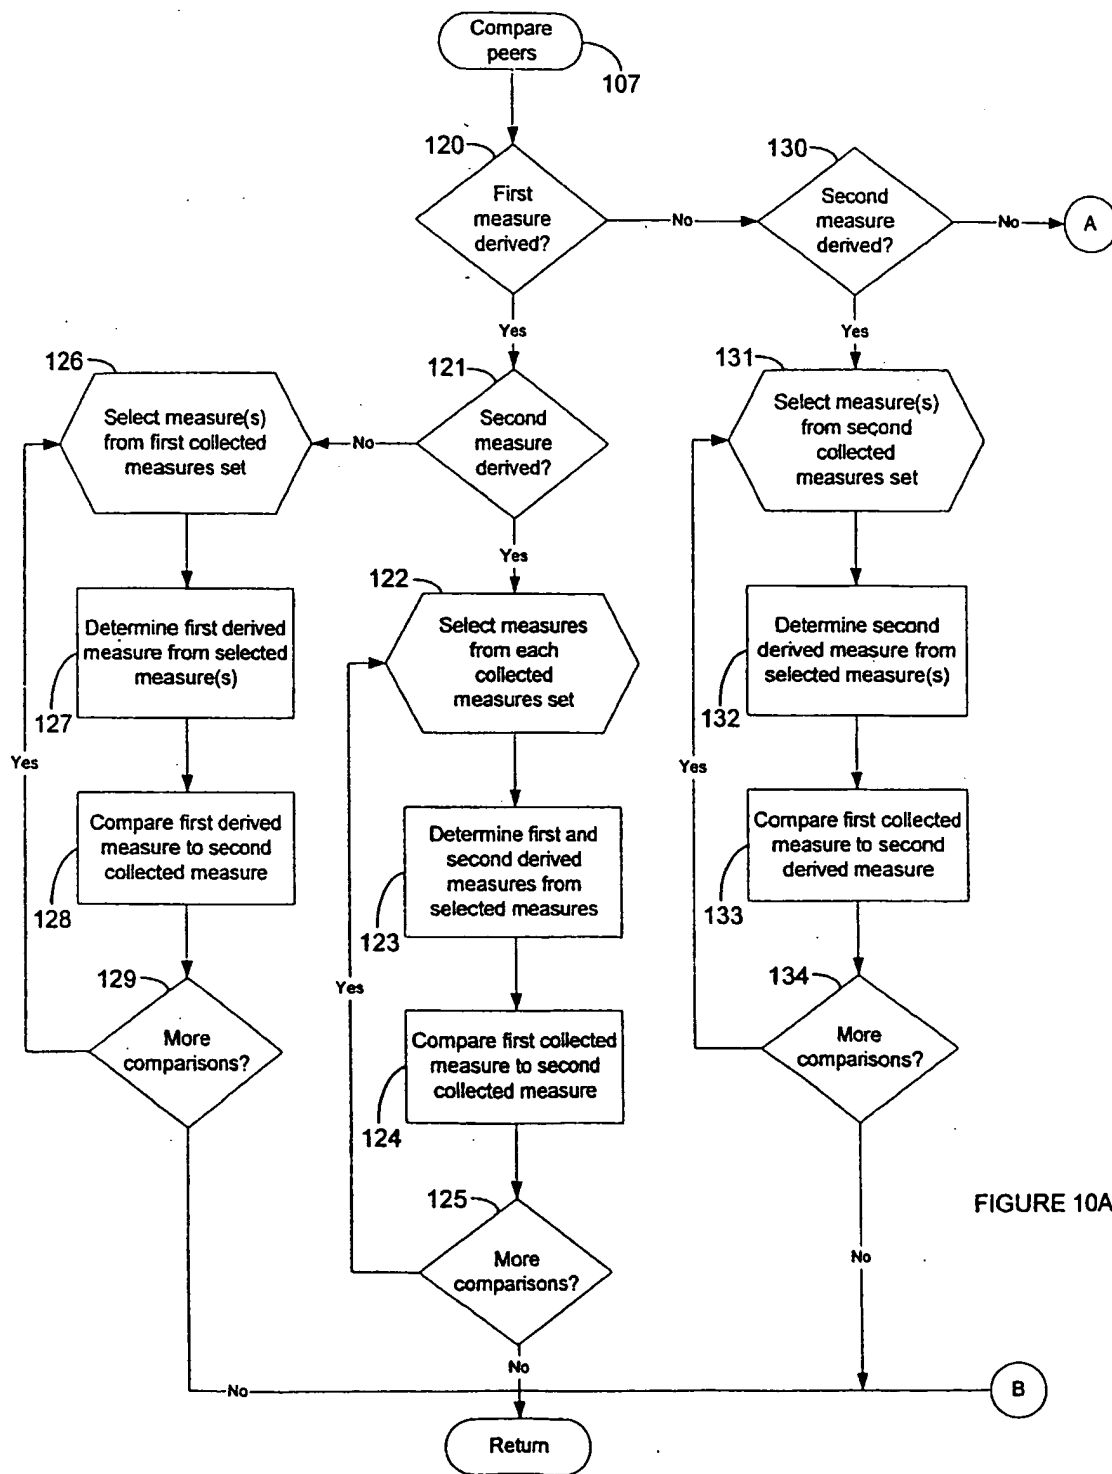 Compare
peers
107
120
First
measure
derived?
No
130
Second
measure
derived?
No
A
Yes
Yes
126
Select measure(s)
from first collected
measures set
No
121
Second
measure
derived?
131
Select measure(s)
from second
collected
measures set
Yes
122
Select measures
from each
collected
measures set
127
Determine first derived
measure from selected
measure(s)
132
Determine second
derived measure from
selected measure(s)
Yes
Yes
128
Compare first derived
measure to second
collected measure
123
Determine first and
second derived
measures from
selected measures
133
Compare first collected
measure to second
derived measure
129
More
comparisons?
Yes
124
Compare first collected
measure to second
collected measure
134
More
comparisons?
125
More
comparisons?
FIGURE 10A
No
No
No
B
Return